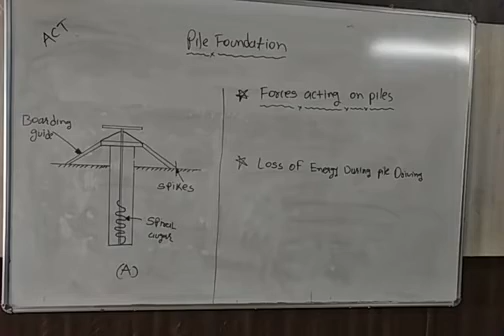 ACT
Pile Foundation
Boarding
guide
spikes
Spiral
auger
(A)
☆ Forces acting on piles
☆ Loss of Energy During pile Driving